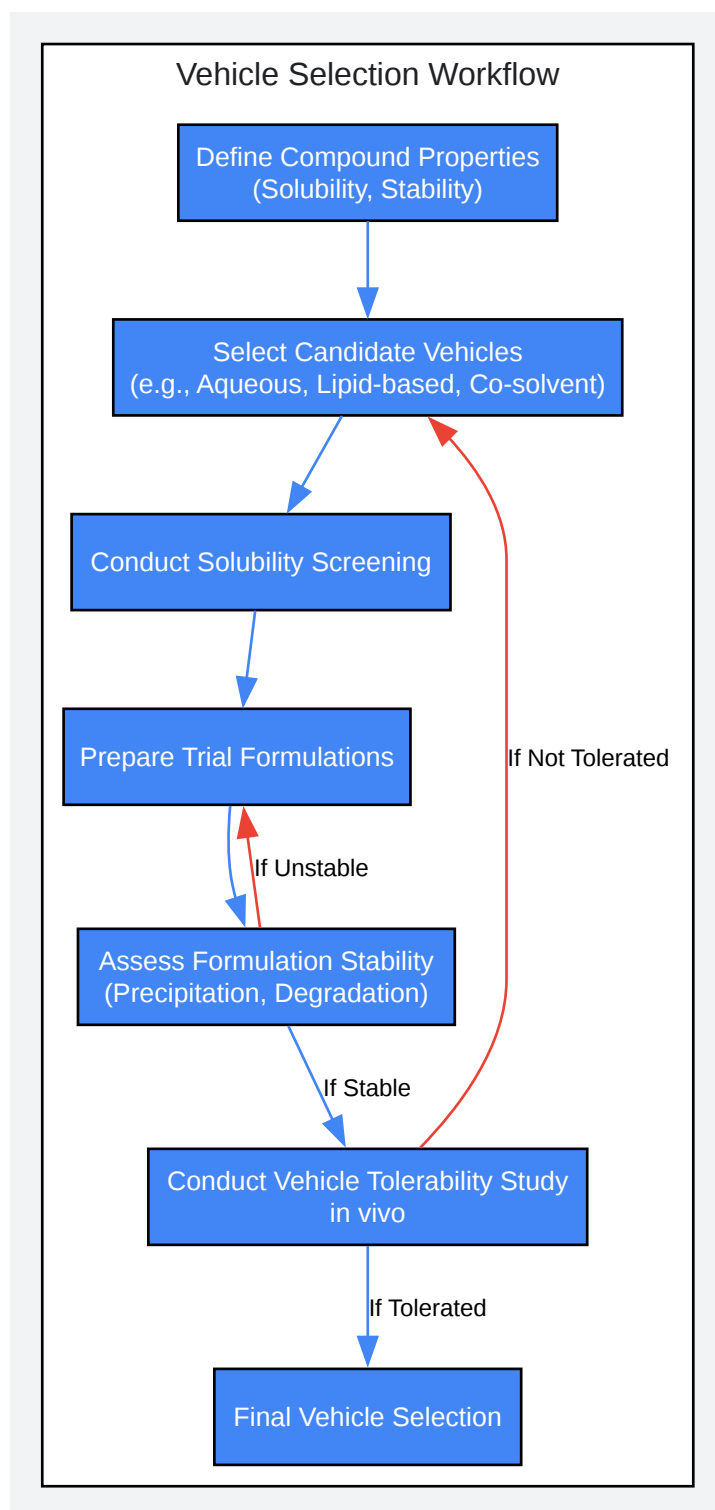 Vehicle Selection Workflow
Define Compound Properties
(Solubility, Stability)
Select Candidate Vehicles
(e.g., Aqueous, Lipid-based, Co-solvent)
Conduct Solubility Screening
Prepare Trial Formulations
If Not Tolerated
If Unstable
Assess Formulation Stability
(Precipitation, Degradation)
If Stable
Conduct Vehicle Tolerability Study
in vivo
If Tolerated
Final Vehicle Selection